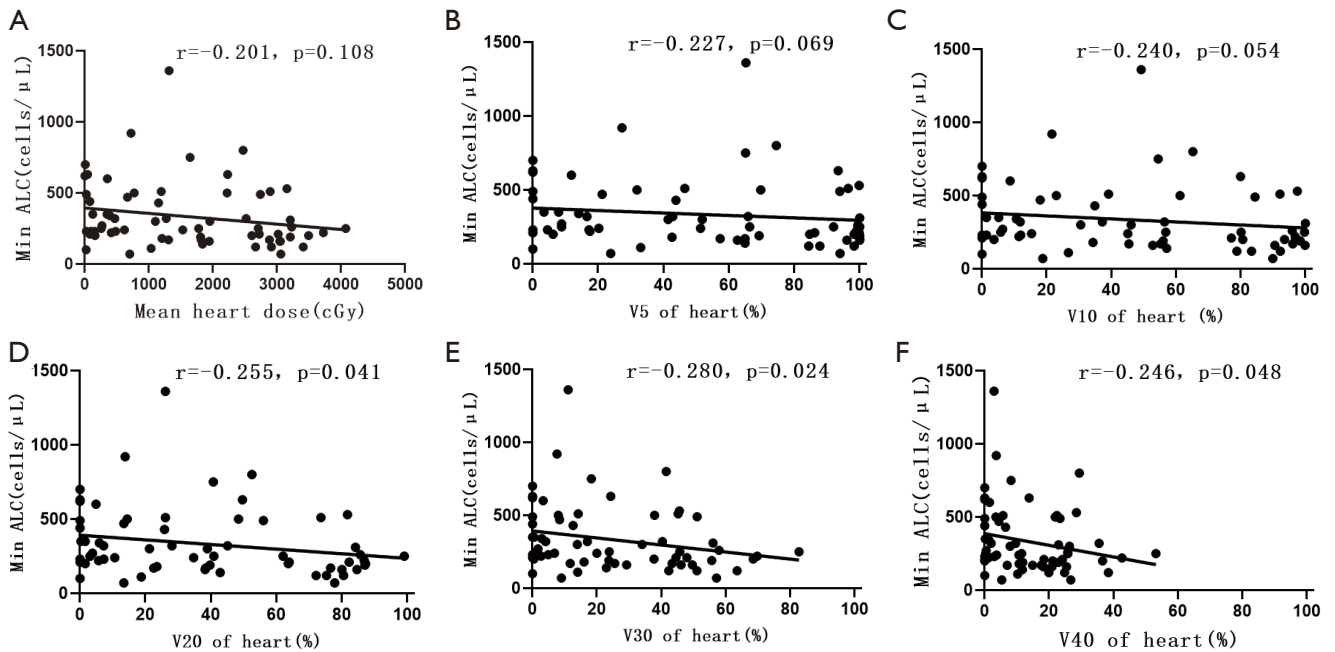 A
r=-0.201, p=0.108
Min ALC(cells/μL)
1500
1000
500
0
0 1000 2000 3000 4000 5000
Mean heart dose(cGy)
B
r=-0.227, p=0.069
Min ALC(cells/μL)
1500
1000
500
0
0 20 40 60 80 100
V5 of heart(%)
C
r=-0.240, p=0.054
Min ALC(cells/μL)
1500
1000
500
0
0 20 40 60 80 100
V10 of heart (%)
D
r=-0.255, p=0.041
Min ALC(cells/μL)
1500
1000
500
0
0 20 40 60 80 100
V20 of heart(%)
E
r=-0.280, p=0.024
Min ALC(cells/μL)
1500
1000
500
0
0 20 40 60 80 100
V30 of heart(%)
F
r=-0.246, p=0.048
Min ALC(cells/μL)
1500
1000
500
0
0 20 40 60 80 100
V40 of heart(%)